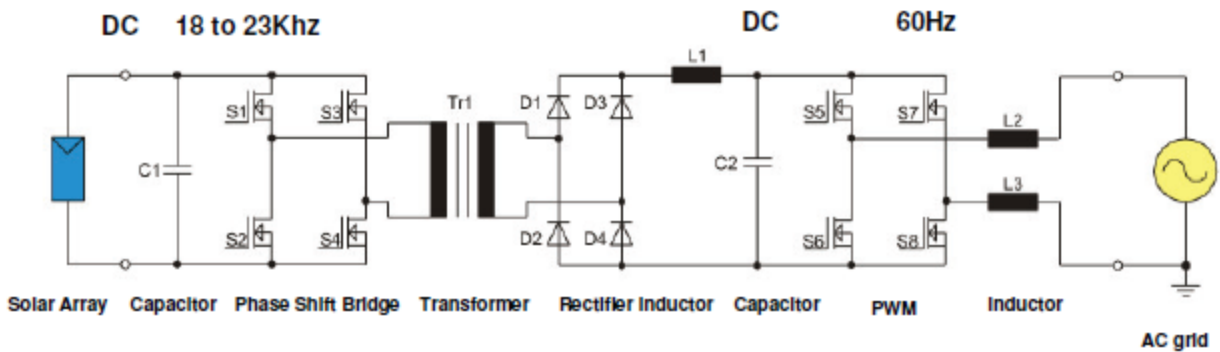 DC 18 to 23Khz DC 60Hz
L1
S1 S3 Tr1 D1 D3 S5 S7
L2
C1 C2
L3
S2 S4 D2 D4 S6 S8
Solar Array Capacitor Phase Shift Bridge Transformer Rectifier Inductor Capacitor PWM Inductor
AC grid